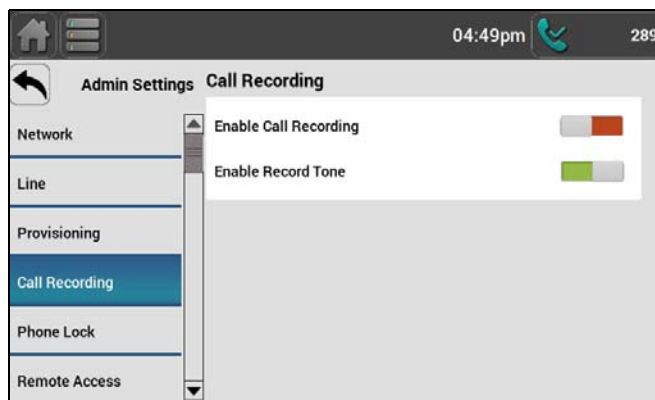 04:49pm 289
Admin Settings Call Recording
Network
Enable Call Recording
Enable Record Tone
Line
Provisioning
Call Recording
Phone Lock
Remote Access